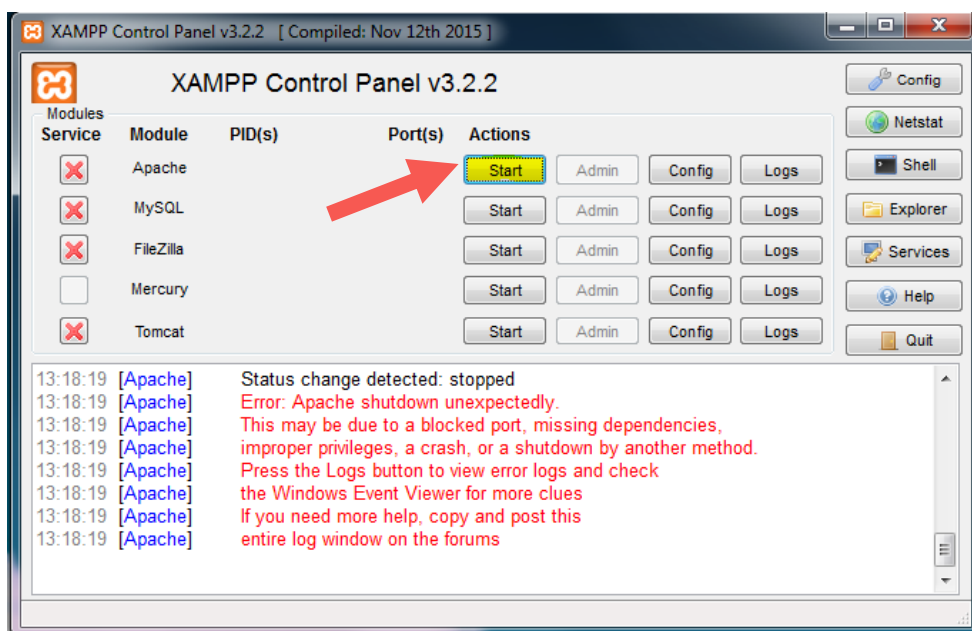 XAMPP Control Panel v3.2.2 [ Compiled: Nov 12th 2015 ]
XAMPP Control Panel v3.2.2
Config
Modules
Service Module PID(s) Port(s) Actions
Netstat
Apache Start Admin Config Logs
Shell
MySQL Start Admin Config Logs
Explorer
FileZilla Start Admin Config Logs
Services
Mercury Start Admin Config Logs
Help
Tomcat Start Admin Config Logs
Quit
13:18:19 [Apache] Status change detected: stopped
13:18:19 [Apache] Error: Apache shutdown unexpectedly.
13:18:19 [Apache] This may be due to a blocked port, missing dependencies,
13:18:19 [Apache] improper privileges, a crash, or a shutdown by another method.
13:18:19 [Apache] Press the Logs button to view error logs and check
13:18:19 [Apache] the Windows Event Viewer for more clues
13:18:19 [Apache] If you need more help, copy and post this
13:18:19 [Apache] entire log window on the forums